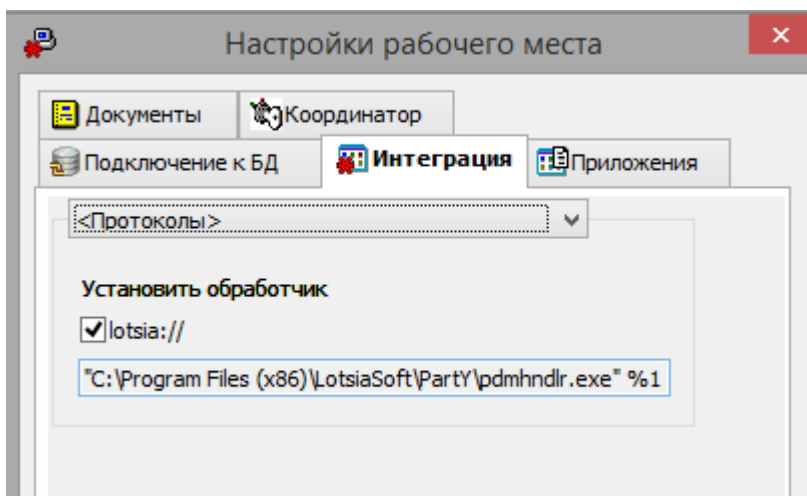 Настройки рабочего места
Документы Координатор
Подключение к БД Интеграция Приложения
<Протоколы>
Установить обработчик
lotsia://
"C:\Program Files (x86)\LotsiaSoft\PartY\pdmhndlr.exe" %1